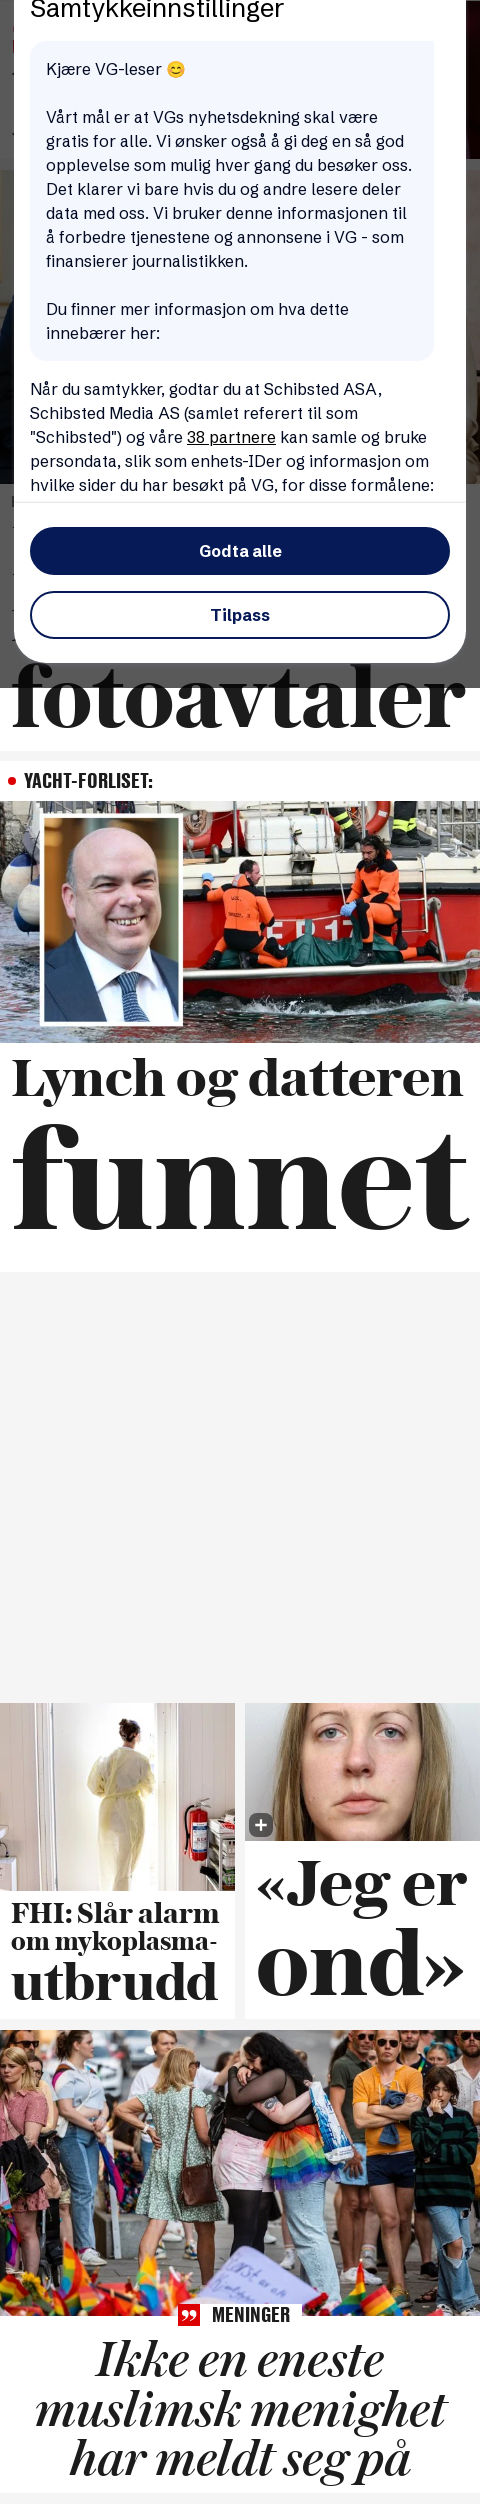 Samtykkeinnstillinger
Kjære VG-leser 😊
Vårt mål er at VGs nyhetsdekning skal være
gratis for alle. Vi ønsker også å gi deg en så god
opplevelse som mulig hver gang du besøker oss.
Det klarer vi bare hvis du og andre lesere deler
data med oss. Vi bruker denne informasjonen til
å forbedre tjenestene og annonsene i VG - som
finansierer journalistikken.
Du finner mer informasjon om hva dette
innebærer her:
Når du samtykker, godtar du at Schibsted ASA,
Schibsted Media AS (samlet referert til som
"Schibsted") og våre 38 partnere kan samle og bruke
persondata, slik som enhets-IDer og informasjon om
hvilke sider du har besøkt på VG, for disse formålene:
Godta alle
Tilpass
fotoavtaler
YACHT-FORLISET:
Lynch og datteren
funnet
FHI: Slår alarm
om mykoplasma-
utbrudd
«Jeg er
ond»
MENINGER
Ikke en eneste
muslimsk menighet
har meldt seg på